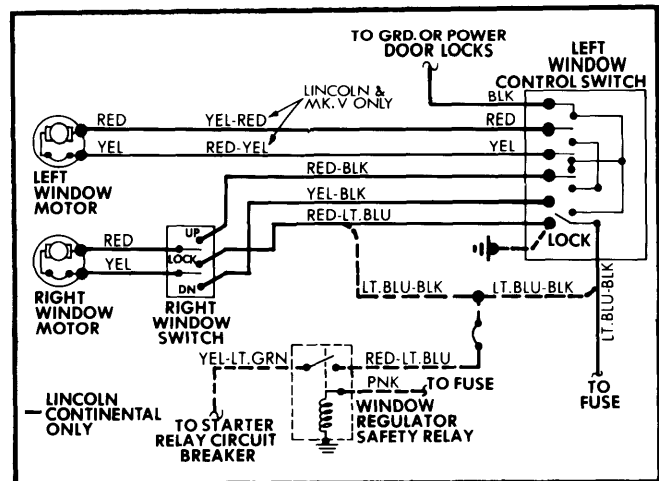 TO GRD. OR POWER
DOOR LOCKS
LEFT
WINDOW
CONTROL SWITCH
LINCOLN &
MK. V ONLY
BLK
RED
YEL-RED
RED
YEL
RED-YEL
YEL
LEFT
WINDOW
MOTOR
RED-BLK
YEL-BLK
RED-LT.BLU
UP
RED
LOCK
YEL
DN
LOCK
RIGHT
WINDOW
MOTOR
RIGHT
WINDOW
SWITCH
LT.BLU-BLK
LT.BLU-BLK
LT.BLU-BLK
YEL-LT.GRN
RED-LT.BLU
PNK
TO FUSE
TO
FUSE
LINCOLN
CONTINENTAL
ONLY
TO STARTER
RELAY CIRCUIT
BREAKER
WINDOW
REGULATOR
SAFETY RELAY